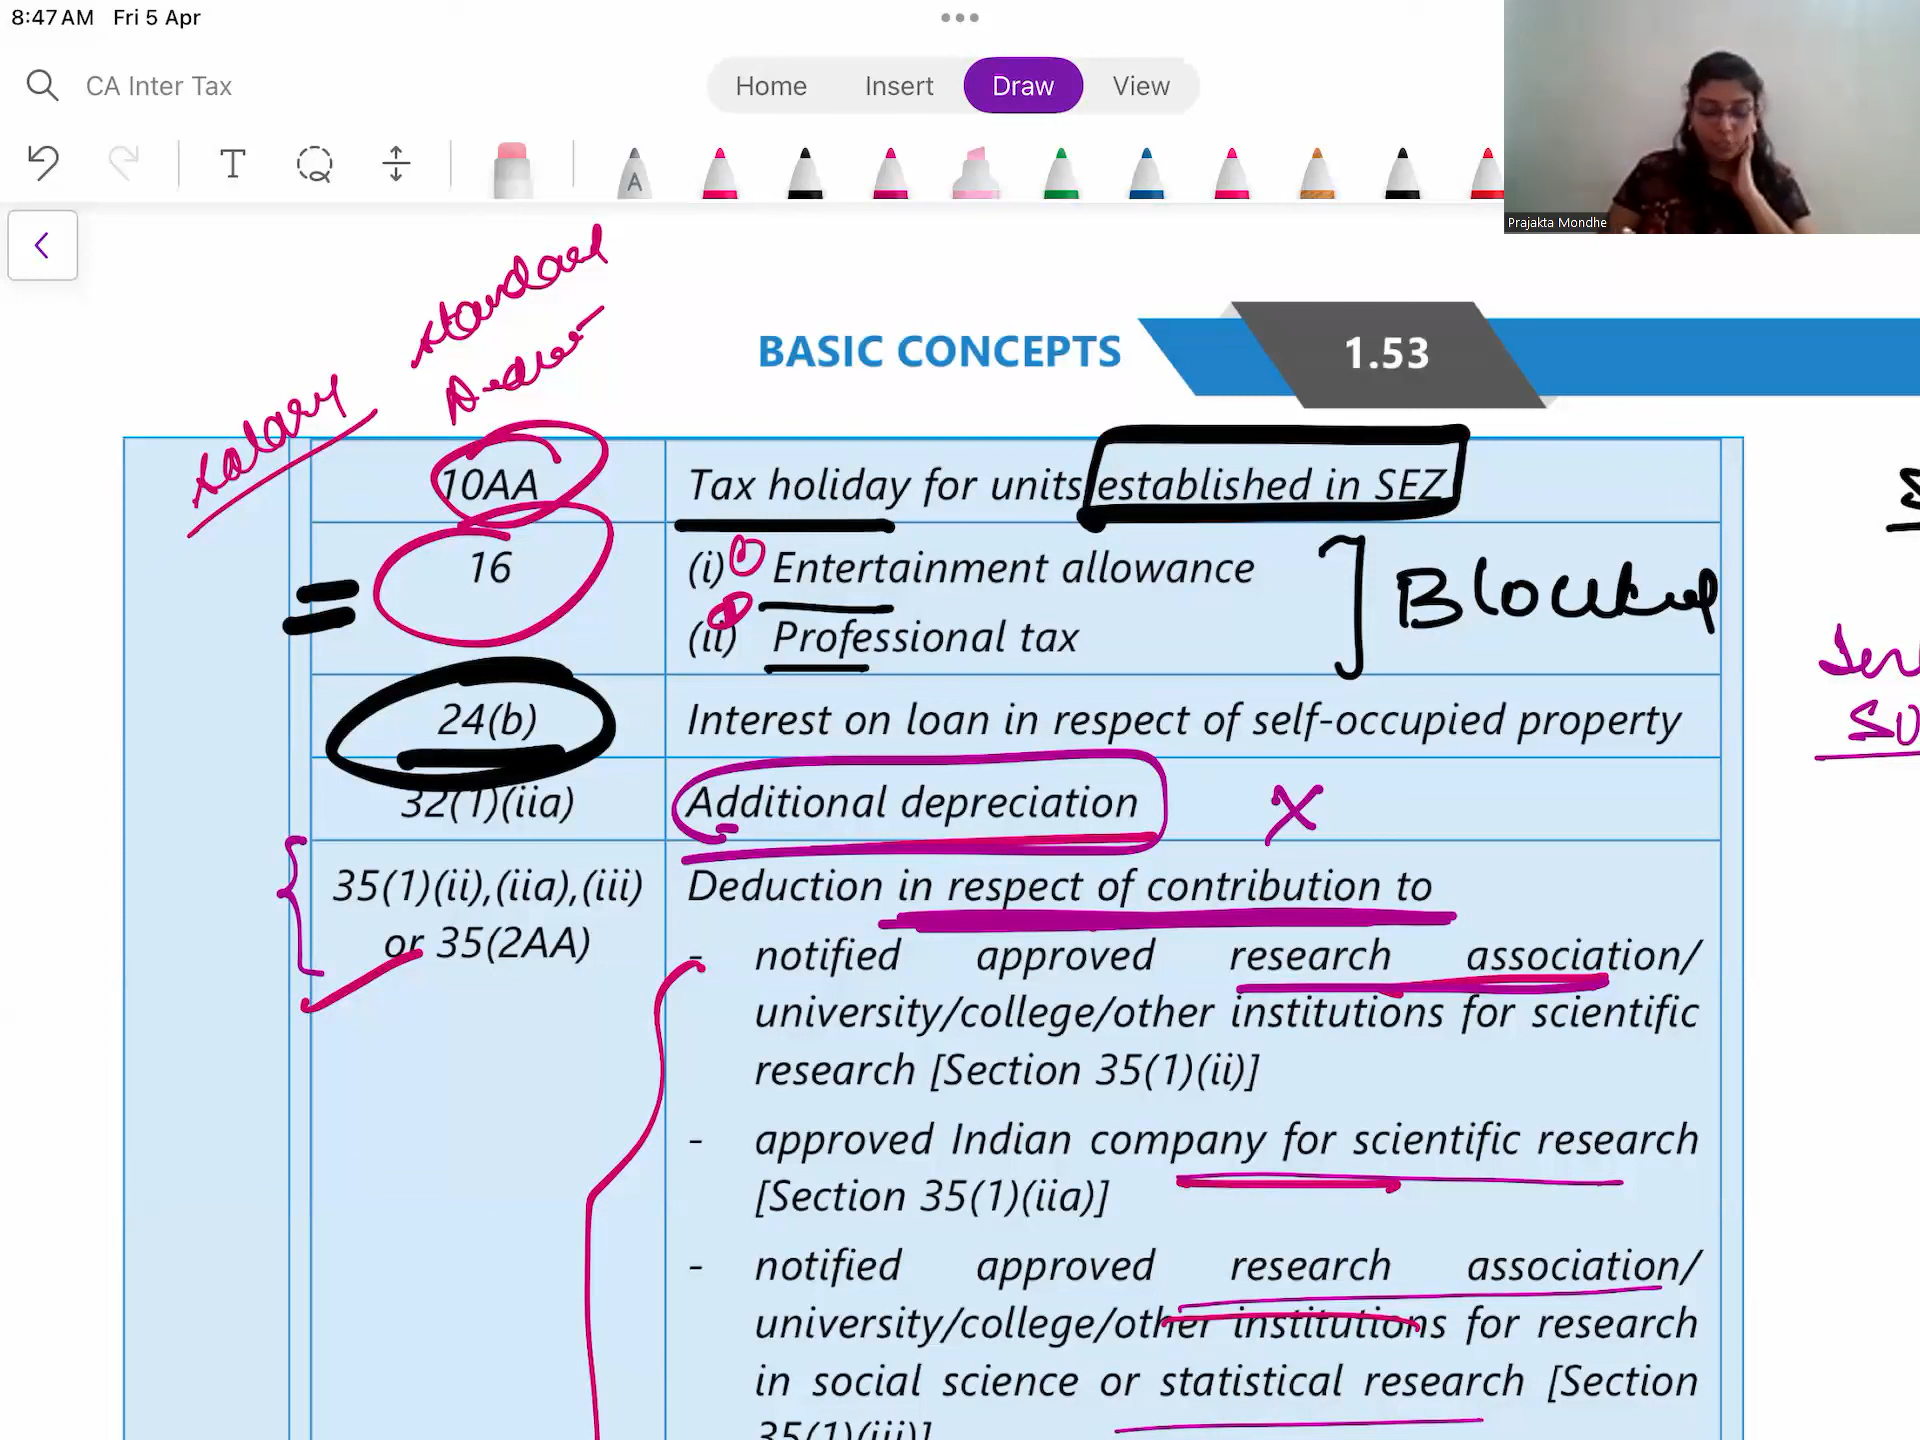 8:47 AM Fri 5 Apr
CA Inter Tax
Home Insert Draw View
T
A
Prajakta Mondhe
standard
salary
BASIC CONCEPTS 1.53
10AA Tax holiday for units established in SEZ
16 (i) Entertainment allowance
(ii) Professional tax
24(b) Interest on loan in respect of self-occupied property
32(1)(iia) Additional depreciation X
35(1)(ii),(iia),(iii) Deduction in respect of contribution to
or 35(2AA) - notified approved research association/
university/college/other institutions for scientific
research [Section 35(1)(ii)]
- approved Indian company for scientific research
[Section 35(1)(iia)]
- notified approved research association/
university/college/other institutions for research
in social science or statistical research [Section
35(1)(iii)]